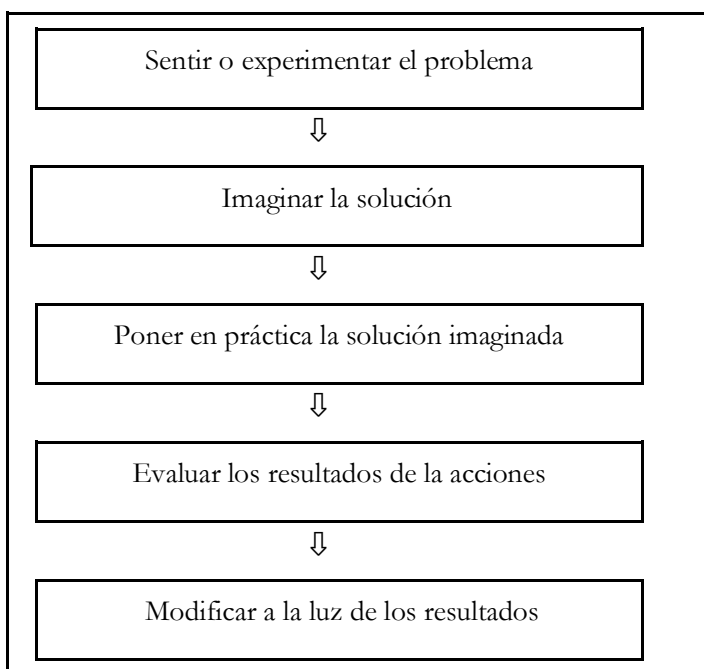 Sentir o experimentar el problema
⇩
Imaginar la solución
⇩
Poner en práctica la solución imaginada
⇩
Evaluar los resultados de la acciones
⇩
Modificar a la luz de los resultados